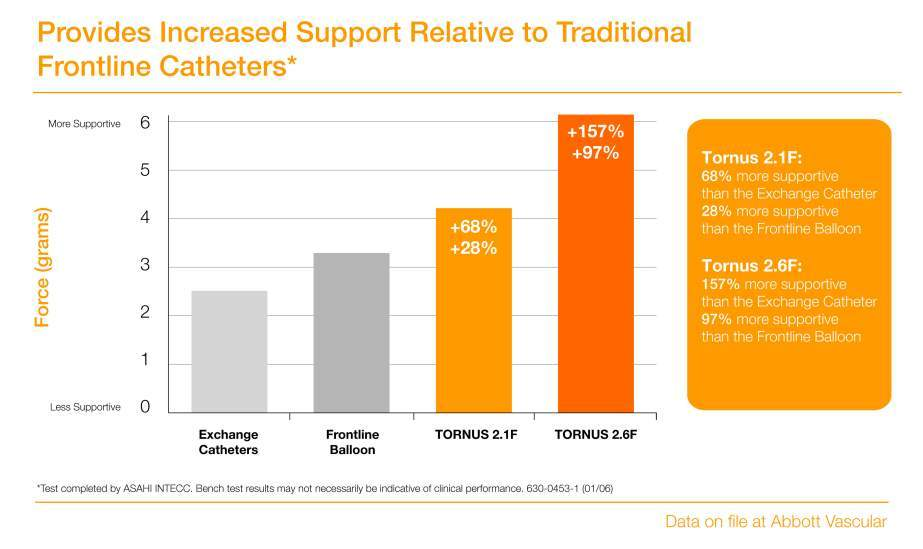 Provides Increased Support Relative to Traditional
Frontline Catheters*
More Supportive
6
5
4
3
2
1
0
Less Supportive
Force (grams)
+157%
+97%
+68%
+28%
Exchange
Catheters
Frontline
Balloon
TORNUS 2.1F
TORNUS 2.6F
Tornus 2.1F:
68% more supportive
than the Exchange Catheter
28% more supportive
than the Frontline Balloon
Tornus 2.6F:
157% more supportive
than the Exchange Catheter
97% more supportive
than the Frontline Balloon
*Test completed by ASAHI INTECC. Bench test results may not necessarily be indicative of clinical performance. 630-0453-1 (01/06)
Data on file at Abbott Vascular